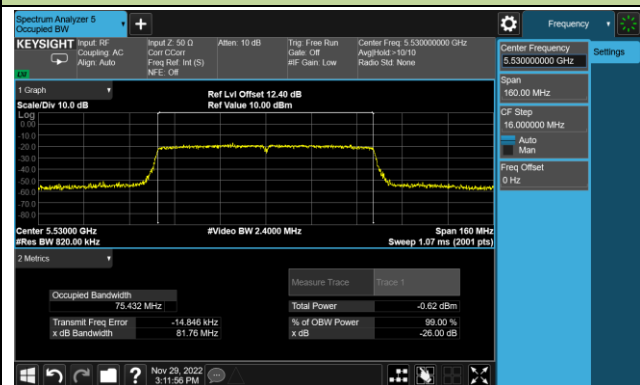 Spectrum Analyzer 5
Occupied BW
Frequency
KEYSIGHT
Input: RF
Coupling: AC
Align: Auto
Input Z: 50 Ω
Corr CCorr
Freq Ref: Int (S)
NFE: Off
Atten: 10 dB
Trig: Free Run
Gate: Off
#IF Gain: Low
Center Freq: 5.530000000 GHz
Avg|Hold:>10/10
Radio Std: None
Center Frequency
5.530000000 GHz
Settings
Span
160.00 MHz
CF Step
16.000000 MHz
Auto
Man
Freq Offset
0 Hz
1 Graph
Scale/Div 10.0 dB
Ref Lvl Offset 12.40 dB
Ref Value 10.00 dBm
Log
0.00
-10.0
-20.0
-30.0
-40.0
-50.0
-60.0
-70.0
-80.0
Center 5.53000 GHz
#Res BW 820.00 kHz
#Video BW 2.4000 MHz
Span 160 MHz
Sweep 1.07 ms (2001 pts)
2 Metrics
Measure Trace
Trace 1
Occupied Bandwidth
75.432 MHz
Total Power
-0.62 dBm
Transmit Freq Error
-14.846 kHz
% of OBW Power
99.00 %
x dB Bandwidth
81.76 MHz
x dB
-26.00 dB
Nov 29, 2022
3:11:56 PM